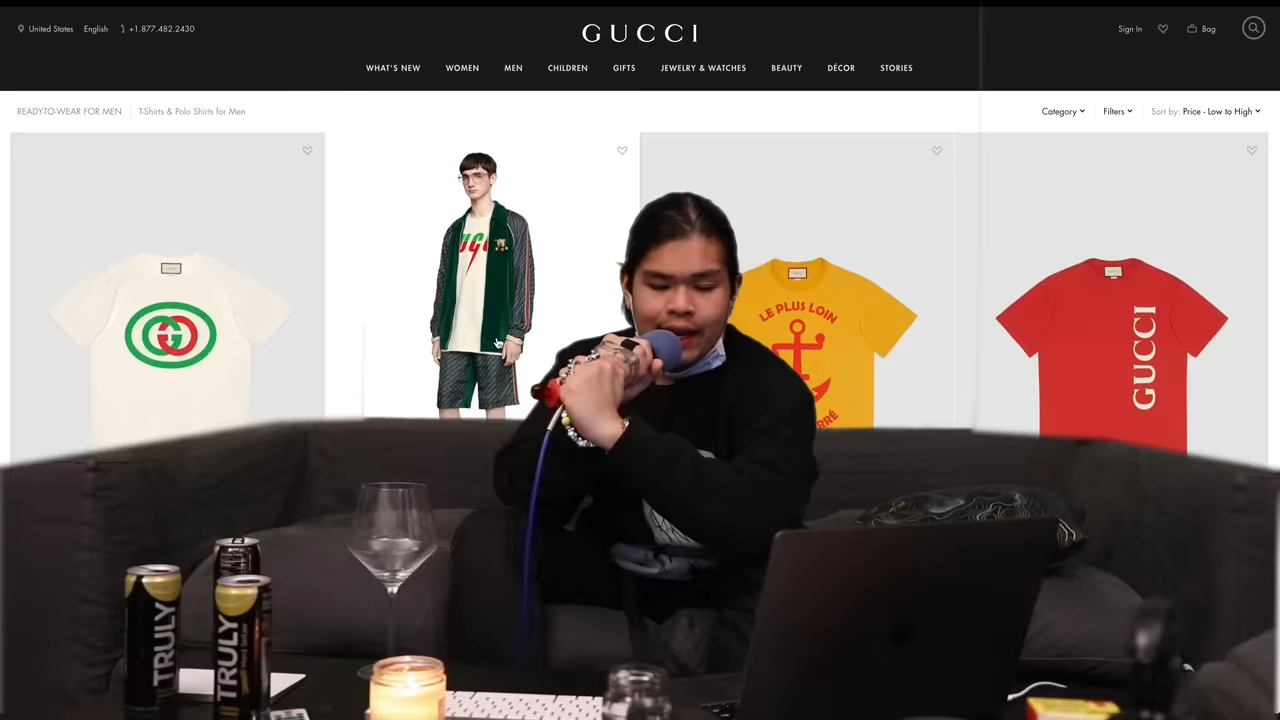 United States English +1.877.482.2430
GUCCI
Sign In Bag
WHAT'S NEW WOMEN MEN CHILDREN GIFTS JEWELRY & WATCHES BEAUTY DÉCOR STORIES
READY-TO-WEAR FOR MEN T-Shirts & Polo Shirts for Men
Category Filters Sort by: Price - Low to High
LE PLUS LOIN
GUCCI
TRULY
TRULY
Hard Seltzer